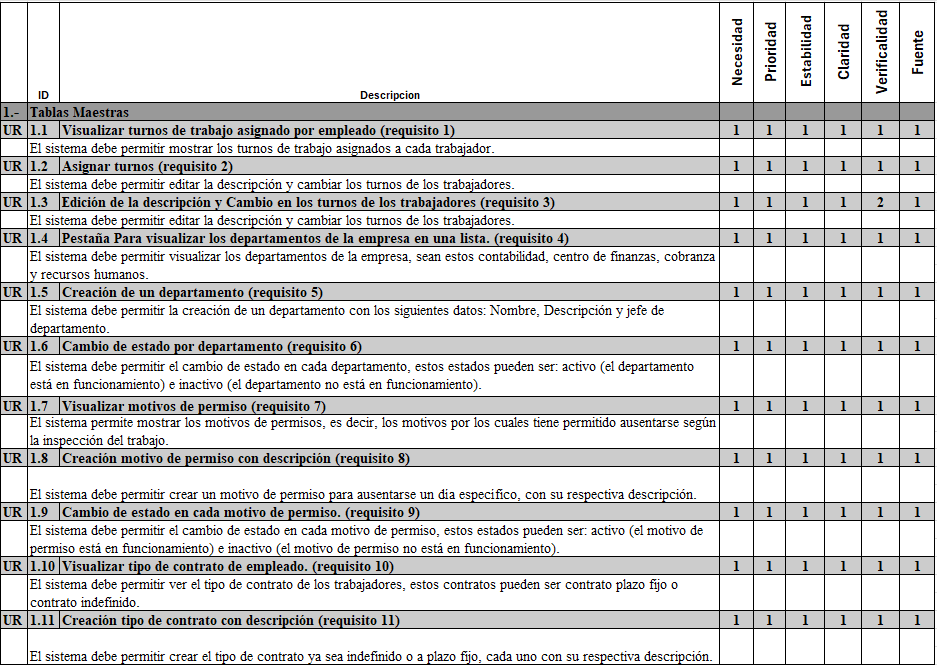 ID Descripcion Necesidad Prioridad Estabilidad Claridad Verificalidad Fuente
1.- Tablas Maestras
UR 1.1 Visualizar turnos de trabajo asignado por empleado (requisito 1) 1 1 1 1 1 1
El sistema debe permitir mostrar los turnos de trabajo asignados a cada trabajador.
UR 1.2 Asignar turnos (requisito 2) 1 1 1 1 1 1
El sistema debe permitir editar la descripción y cambiar los turnos de los trabajadores.
UR 1.3 Edición de la descripción y Cambio en los turnos de los trabajadores (requisito 3) 1 1 1 1 2 1
El sistema debe permitir editar la descripción y cambiar los turnos de los trabajadores.
UR 1.4 Pestaña Para visualizar los departamentos de la empresa en una lista. (requisito 4) 1 1 1 1 1 1
El sistema debe permitir visualizar los departamentos de la empresa, sean estos contabilidad, centro de finanzas, cobranza
y recursos humanos.
UR 1.5 Creación de un departamento (requisito 5) 1 1 1 1 1 1
El sistema debe permitir la creación de un departamento con los siguientes datos: Nombre, Descripción y jefe de
departamento.
UR 1.6 Cambio de estado por departamento (requisito 6) 1 1 1 1 1 1
El sistema debe permitir el cambio de estado en cada departamento, estos estados pueden ser: activo (el departamento
está en funcionamiento) e inactivo (el departamento no está en funcionamiento).
UR 1.7 Visualizar motivos de permiso (requisito 7) 1 1 1 1 1 1
El sistema permite mostrar los motivos de permisos, es decir, los motivos por los cuales tiene permitido ausentarse según
la inspección del trabajo.
UR 1.8 Creación motivo de permiso con descripción (requisito 8) 1 1 1 1 1 1
El sistema debe permitir crear un motivo de permiso para ausentarse un día específico, con su respectiva descripción.
UR 1.9 Cambio de estado en cada motivo de permiso. (requisito 9) 1 1 1 1 1 1
El sistema debe permitir el cambio de estado en cada motivo de permiso, estos estados pueden ser: activo (el motivo de
permiso está en funcionamiento) e inactivo (el motivo de permiso no está en funcionamiento).
UR 1.10 Visualizar tipo de contrato de empleado. (requisito 10) 1 1 1 1 1 1
El sistema debe permitir ver el tipo de contrato de los trabajadores, estos contratos pueden ser contrato plazo fijo o
contrato indefinido.
UR 1.11 Creación tipo de contrato con descripción (requisito 11) 1 1 1 1 1 1
El sistema debe permitir crear el tipo de contrato ya sea indefinido o a plazo fijo, cada uno con su respectiva descripción.